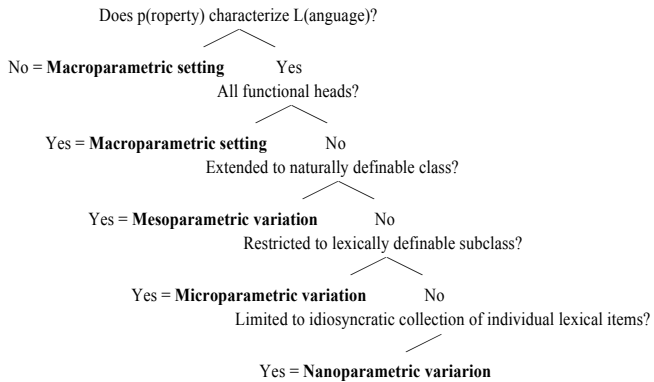 Does p(roperty) characterize L(anguage)?
No = Macroparametric setting Yes
All functional heads?
Yes = Macroparametric setting No
Extended to naturally definable class?
Yes = Mesoparametric variation No
Restricted to lexically definable subclass?
Yes = Microparametric variation No
Limited to idiosyncratic collection of individual lexical items?
Yes = Nanoparametric variarion